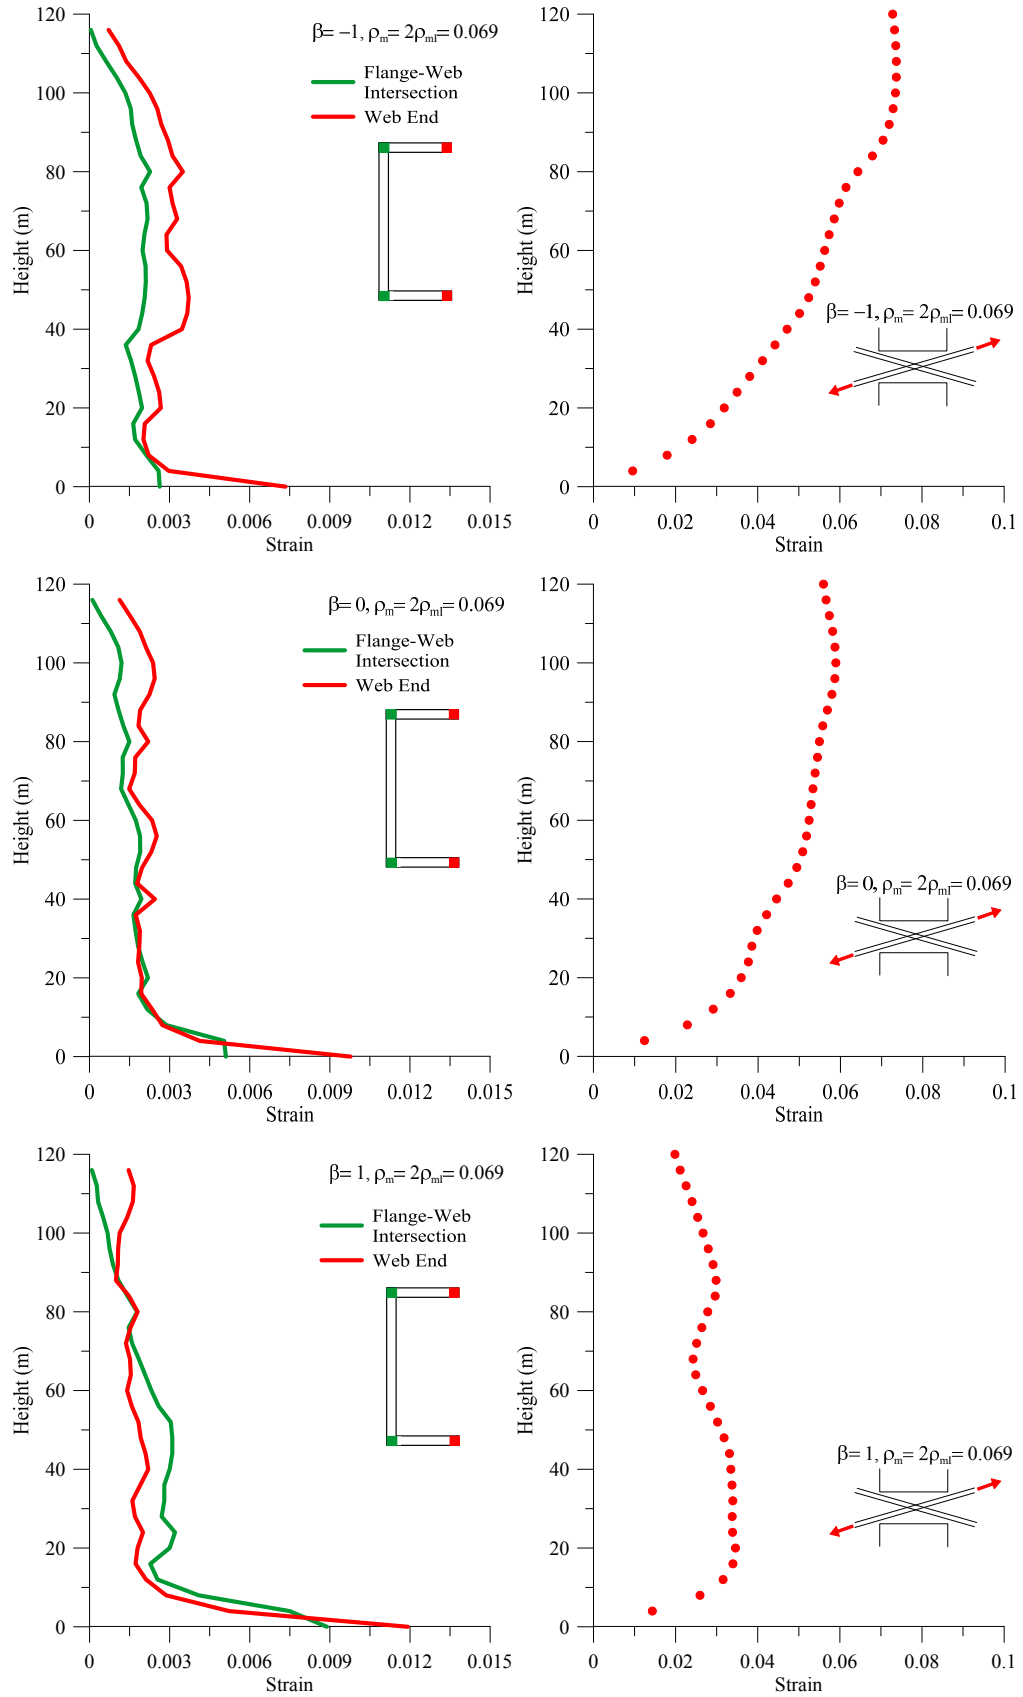 120
100
80
60
40
20
0
Height (m)
β= −1, ρm= 2ρml= 0.069
Flange-Web
Intersection
Web End
0 0.003 0.006 0.009 0.012 0.015
Strain
120
100
80
60
40
20
0
Height (m)
β= −1, ρm= 2ρml= 0.069
0 0.02 0.04 0.06 0.08 0.1
Strain
120
100
80
60
40
20
0
Height (m)
β= 0, ρm= 2ρml= 0.069
Flange-Web
Intersection
Web End
0 0.003 0.006 0.009 0.012 0.015
Strain
120
100
80
60
40
20
0
Height (m)
β= 0, ρm= 2ρml= 0.069
0 0.02 0.04 0.06 0.08 0.1
Strain
120
100
80
60
40
20
0
Height (m)
β= 1, ρm= 2ρml= 0.069
Flange-Web
Intersection
Web End
0 0.003 0.006 0.009 0.012 0.015
Strain
120
100
80
60
40
20
0
Height (m)
β= 1, ρm= 2ρml= 0.069
0 0.02 0.04 0.06 0.08 0.1
Strain